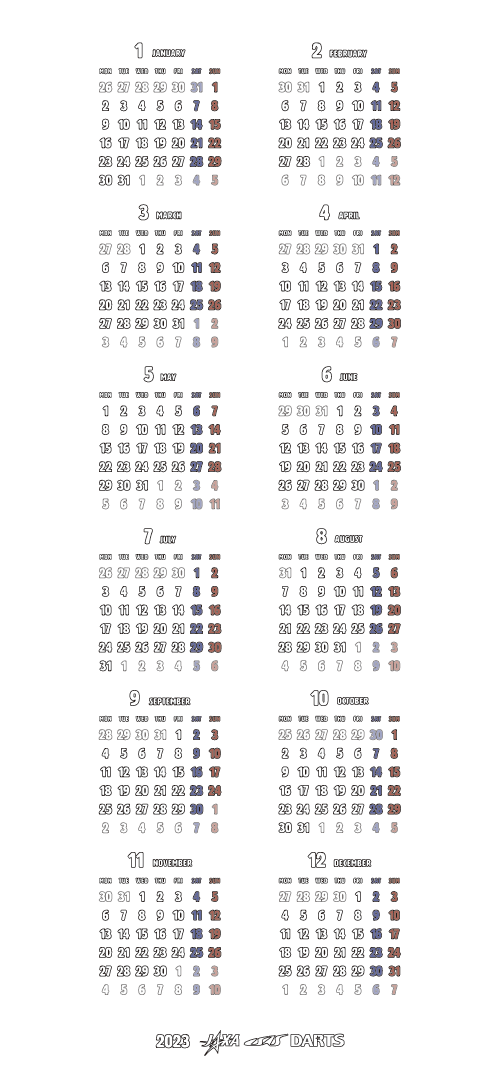 1 JANUARY
MON TUE WED THU FRI SAT SUN
26 27 28 29 30 31 1
2 3 4 5 6 7 8
9 10 11 12 13 14 15
16 17 18 19 20 21 22
23 24 25 26 27 28 29
30 31 1 2 3 4 5
2 FEBRUARY
MON TUE WED THU FRI SAT SUN
30 31 1 2 3 4 5
6 7 8 9 10 11 12
13 14 15 16 17 18 19
20 21 22 23 24 25 26
27 28 1 2 3 4 5
6 7 8 9 10 11 12
3 MARCH
MON TUE WED THU FRI SAT SUN
27 28 1 2 3 4 5
6 7 8 9 10 11 12
13 14 15 16 17 18 19
20 21 22 23 24 25 26
27 28 29 30 31 1 2
3 4 5 6 7 8 9
4 APRIL
MON TUE WED THU FRI SAT SUN
27 28 29 30 31 1 2
3 4 5 6 7 8 9
10 11 12 13 14 15 16
17 18 19 20 21 22 23
24 25 26 27 28 29 30
1 2 3 4 5 6 7
5 MAY
MON TUE WED THU FRI SAT SUN
1 2 3 4 5 6 7
8 9 10 11 12 13 14
15 16 17 18 19 20 21
22 23 24 25 26 27 28
29 30 31 1 2 3 4
5 6 7 8 9 10 11
6 JUNE
MON TUE WED THU FRI SAT SUN
29 30 31 1 2 3 4
5 6 7 8 9 10 11
12 13 14 15 16 17 18
19 20 21 22 23 24 25
26 27 28 29 30 1 2
3 4 5 6 7 8 9
7 JULY
MON TUE WED THU FRI SAT SUN
26 27 28 29 30 1 2
3 4 5 6 7 8 9
10 11 12 13 14 15 16
17 18 19 20 21 22 23
24 25 26 27 28 29 30
31 1 2 3 4 5 6
8 AUGUST
MON TUE WED THU FRI SAT SUN
31 1 2 3 4 5 6
7 8 9 10 11 12 13
14 15 16 17 18 19 20
21 22 23 24 25 26 27
28 29 30 31 1 2 3
4 5 6 7 8 9 10
9 SEPTEMBER
MON TUE WED THU FRI SAT SUN
28 29 30 31 1 2 3
4 5 6 7 8 9 10
11 12 13 14 15 16 17
18 19 20 21 22 23 24
25 26 27 28 29 30 1
2 3 4 5 6 7 8
10 OCTOBER
MON TUE WED THU FRI SAT SUN
25 26 27 28 29 30 1
2 3 4 5 6 7 8
9 10 11 12 13 14 15
16 17 18 19 20 21 22
23 24 25 26 27 28 29
30 31 1 2 3 4 5
11 NOVEMBER
MON TUE WED THU FRI SAT SUN
30 31 1 2 3 4 5
6 7 8 9 10 11 12
13 14 15 16 17 18 19
20 21 22 23 24 25 26
27 28 29 30 1 2 3
4 5 6 7 8 9 10
12 DECEMBER
MON TUE WED THU FRI SAT SUN
27 28 29 30 1 2 3
4 5 6 7 8 9 10
11 12 13 14 15 16 17
18 19 20 21 22 23 24
25 26 27 28 29 30 31
1 2 3 4 5 6 7
2023 DARTS